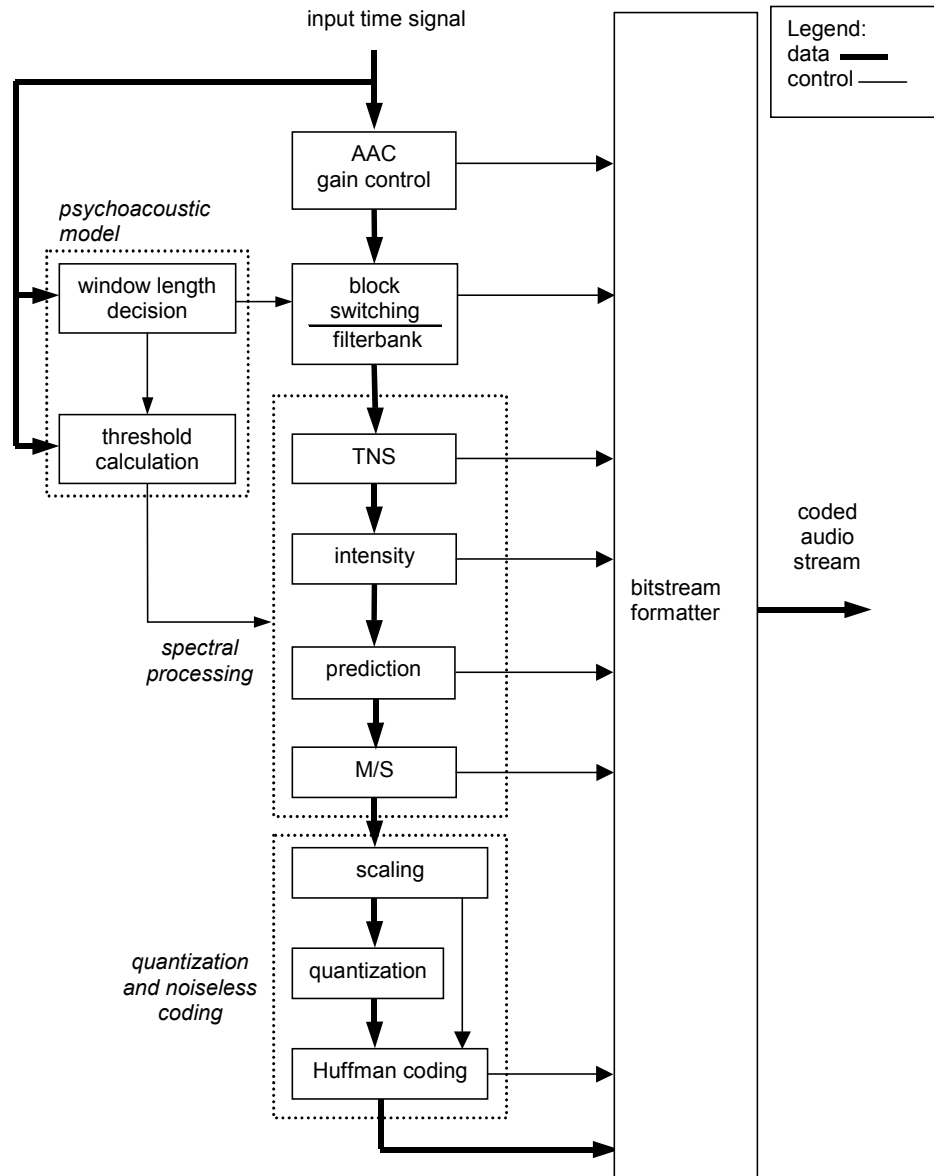 input time signal
Legend:
data
control
AAC
gain control
psychoacoustic
model
window length
decision
block
switching
filterbank
threshold
calculation
TNS
intensity
prediction
M/S
spectral
processing
bitstream
formatter
coded
audio
stream
scaling
quantization
Huffman coding
quantization
and noiseless
coding